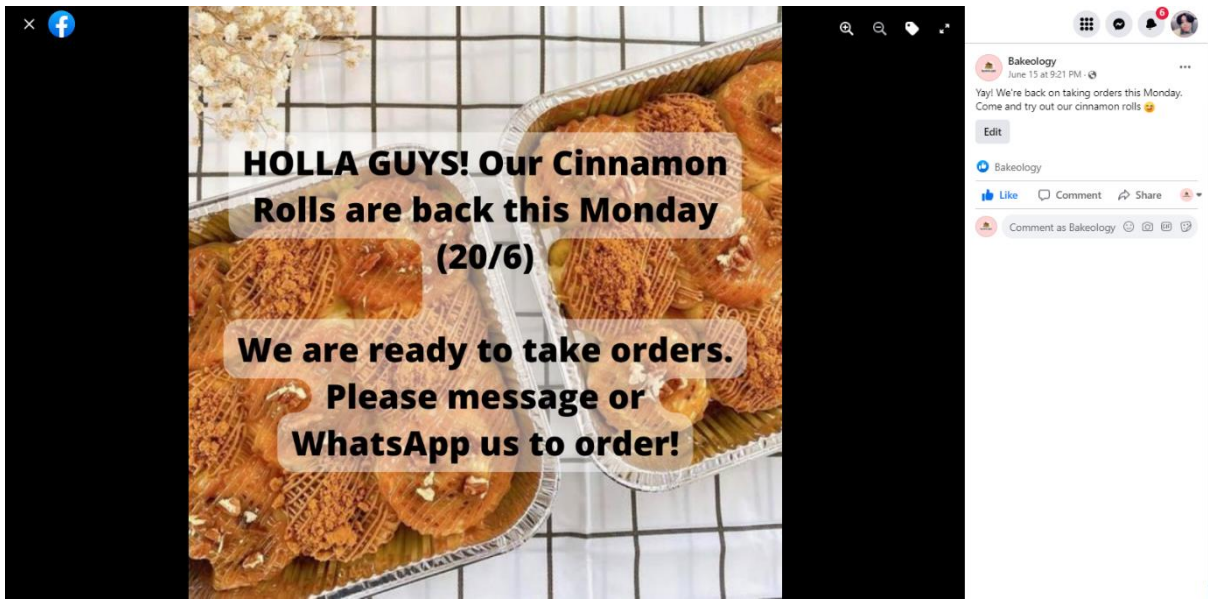 HOLLA GUYS! Our Cinnamon
Rolls are back this Monday
(20/6)
We are ready to take orders.
Please message or
WhatsApp us to order!
6
Bakeology
June 15 at 9:21 PM ·
Yay! We're back on taking orders this Monday.
Come and try out our cinnamon rolls 🤤
Edit
Bakeology
Like Comment Share
Comment as Bakeology